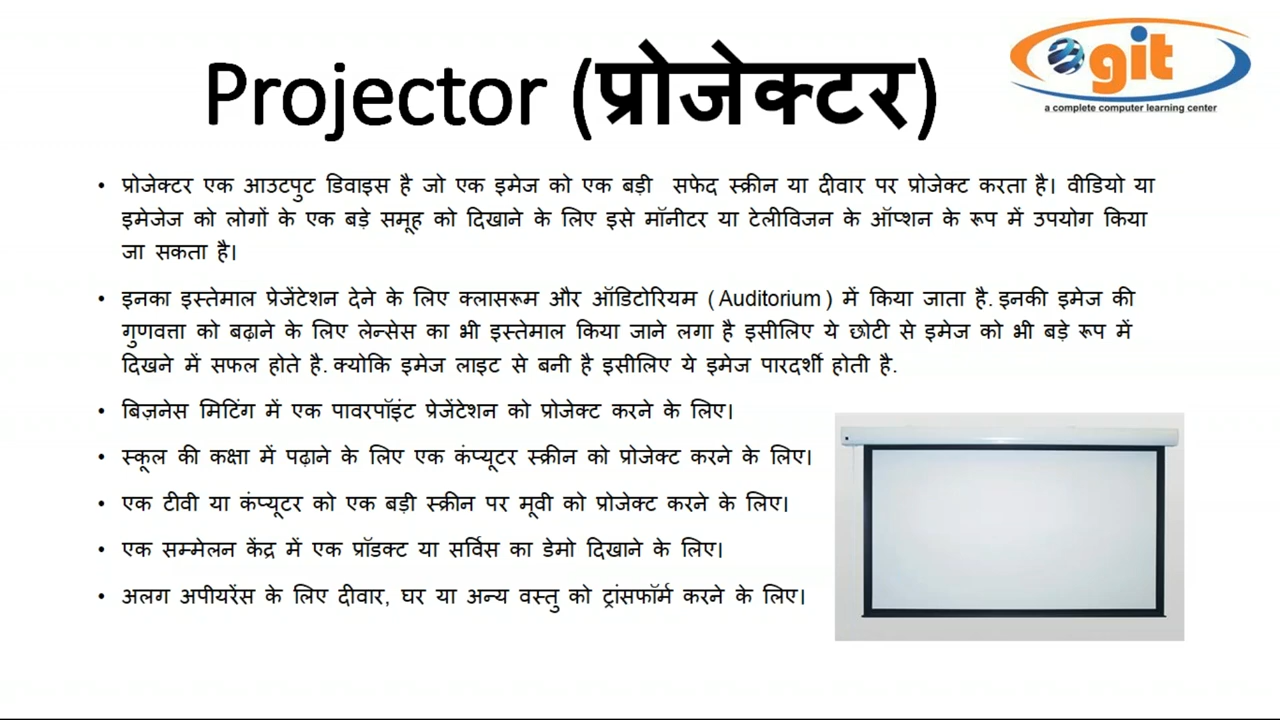 Projector (प्रोजेक्टर)
egit
a complete computer learning center
• प्रोजेक्टर एक आउटपुट डिवाइस है जो एक इमेज को एक बड़ी सफेद स्क्रीन या दीवार पर प्रोजेक्ट करता है। वीडियो या
इमेजेज को लोगों के एक बड़े समूह को दिखाने के लिए इसे मॉनीटर या टेलीविजन के ऑप्शन के रूप में उपयोग किया
जा सकता है।
• इनका इस्तेमाल प्रेजेंटेशन देने के लिए क्लासरूम और ऑडिटोरियम ( Auditorium ) में किया जाता है. इनकी इमेज की
गुणवत्ता को बढ़ाने के लिए लेन्सेस का भी इस्तेमाल किया जाने लगा है इसीलिए ये छोटी से इमेज को भी बड़े रूप में
दिखने में सफल होते है. क्योकि इमेज लाइट से बनी है इसीलिए ये इमेज पारदर्शी होती है.
• बिज़नेस मिटिंग में एक पावरपॉइंट प्रेजेंटेशन को प्रोजेक्ट करने के लिए।
• स्कूल की कक्षा में पढ़ाने के लिए एक कंप्यूटर स्क्रीन को प्रोजेक्ट करने के लिए।
• एक टीवी या कंप्यूटर को एक बड़ी स्क्रीन पर मूवी को प्रोजेक्ट करने के लिए।
• एक सम्मेलन केंद्र में एक प्रॉडक्ट या सर्विस का डेमो दिखाने के लिए।
• अलग अपीयरेंस के लिए दीवार, घर या अन्य वस्तु को ट्रांसफॉर्म करने के लिए।